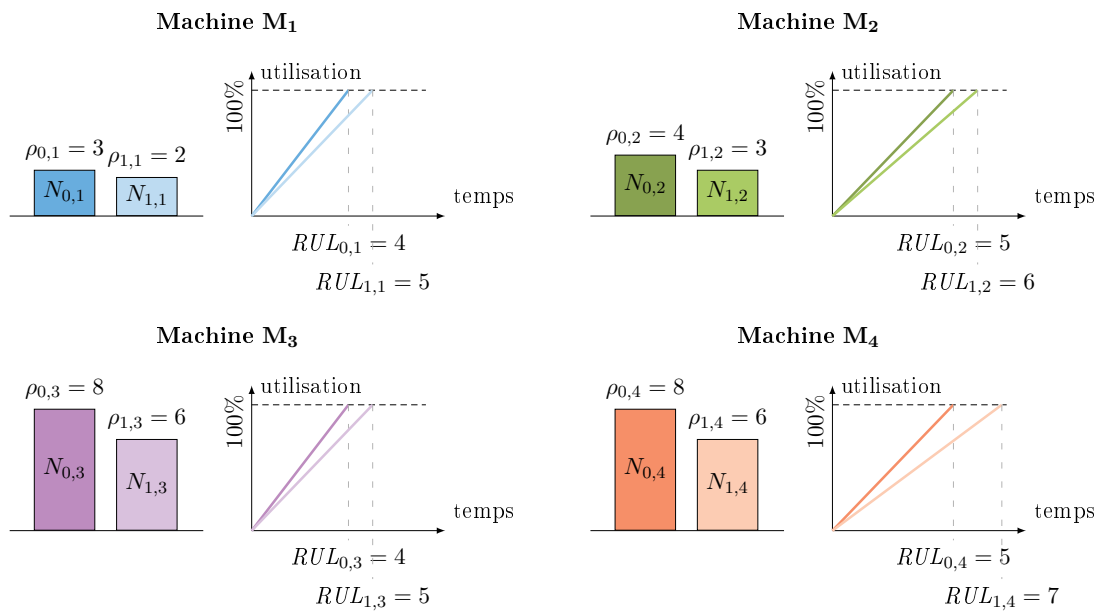 Machine M₁
utilisation
100%
ρ₀,₁ = 3
ρ₁,₁ = 2
N₀,₁
N₁,₁
temps
RUL₀,₁ = 4
RUL₁,₁ = 5
Machine M₂
utilisation
100%
ρ₀,₂ = 4
ρ₁,₂ = 3
N₀,₂
N₁,₂
temps
RUL₀,₂ = 5
RUL₁,₂ = 6
Machine M₃
utilisation
100%
ρ₀,₃ = 8
ρ₁,₃ = 6
N₀,₃
N₁,₃
temps
RUL₀,₃ = 4
RUL₁,₃ = 5
Machine M₄
utilisation
100%
ρ₀,₄ = 8
ρ₁,₄ = 6
N₀,₄
N₁,₄
temps
RUL₀,₄ = 5
RUL₁,₄ = 7